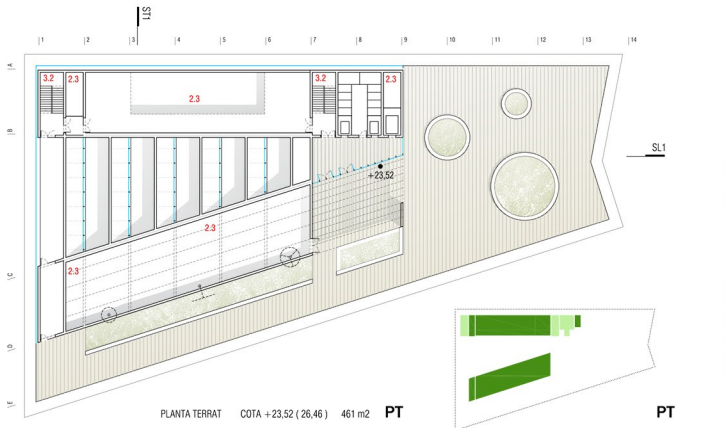 ST1
1 2 3 4 5 6 7 8 9 10 11 12 13 14
A
3.2 2.3 3.2 2.3
2.3
B
SL1
+23,52
2.3
2.3
C
D
E
PLANTA TERRAT COTA +23,52 ( 26,46 ) 461 m2 PT
PT